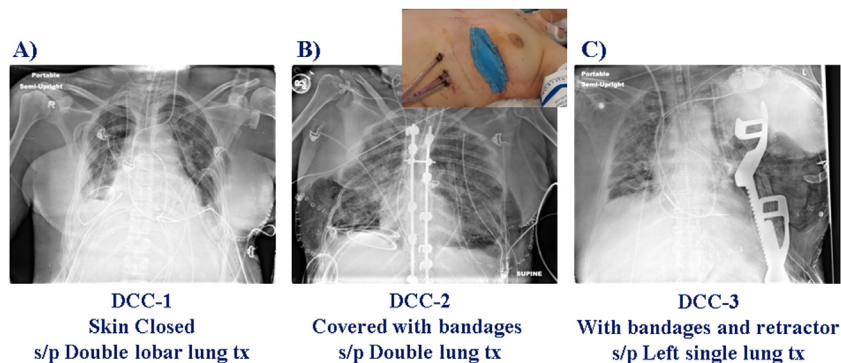 A)
Portable
Semi-Upright
R
B)
SUPINE
C)
Portable
Semi-Upright
DCC-1
Skin Closed
s/p Double lobar lung tx
DCC-2
Covered with bandages
s/p Double lung tx
DCC-3
With bandages and retractor
s/p Left single lung tx